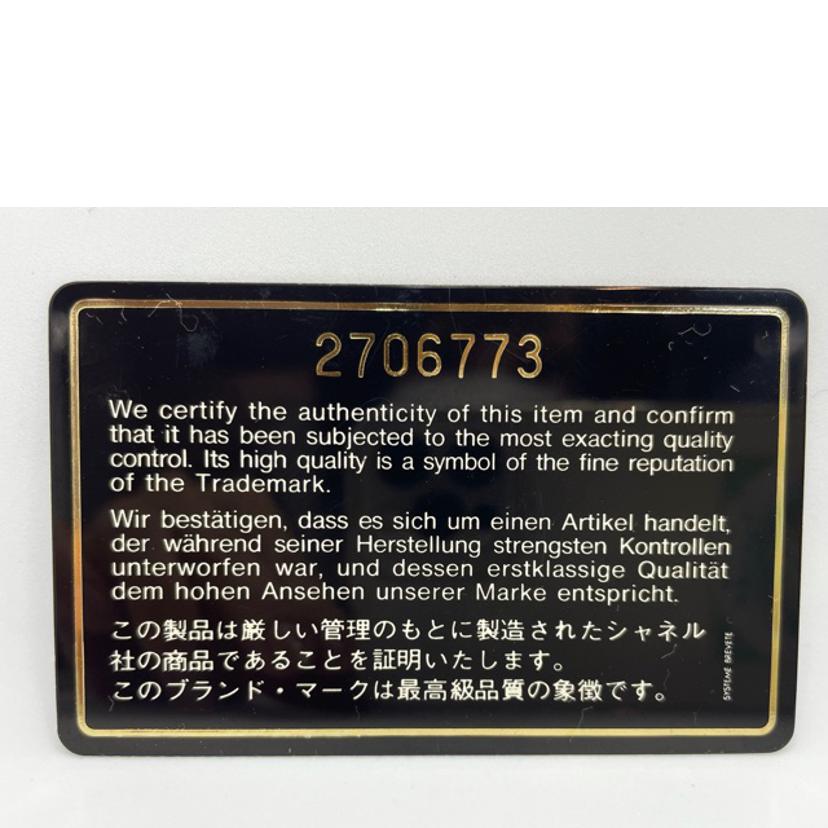 2706773
We certify the authenticity of this item and confirm
that it has been subjected to the most exacting quality
control. Its high quality is a symbol of the fine reputation
of the Trademark.
Wir bestätigen, dass es sich um einen Artikel handelt,
der während seiner Herstellung strengsten Kontrollen
unterworfen war, und dessen erstklassige Qualität
dem hohen Ansehen unserer Marke entspricht.
この製品は厳しい管理のもとに製造されたシャネル
社の商品であることを証明いたします。
このブランド・マークは最高級品質の象徴です。
SYSTEME BREVETE